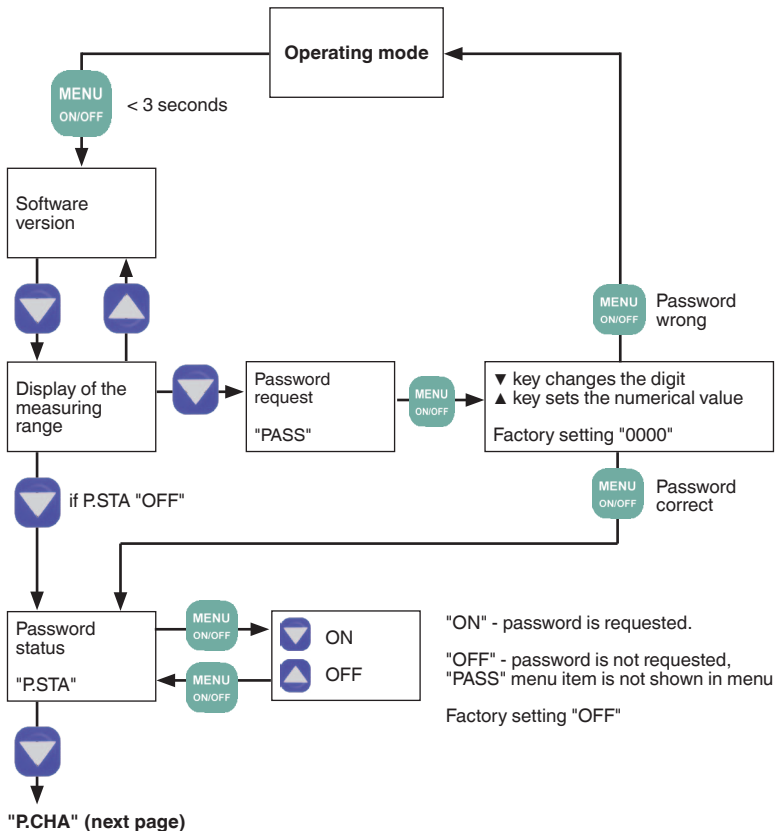 Operating mode
MENU
ON/OFF
< 3 seconds
Software
version
MENU
ON/OFF
Password
wrong
Display of the
measuring
range
Password
request
"PASS"
MENU
ON/OFF
▼ key changes the digit
▲ key sets the numerical value
Factory setting "0000"
if P.STA "OFF"
MENU
ON/OFF
Password
correct
Password
status
"P.STA"
MENU
ON/OFF
MENU
ON/OFF
ON
OFF
"ON" - password is requested.
"OFF" - password is not requested,
"PASS" menu item is not shown in menu
Factory setting "OFF"
"P.CHA" (next page)